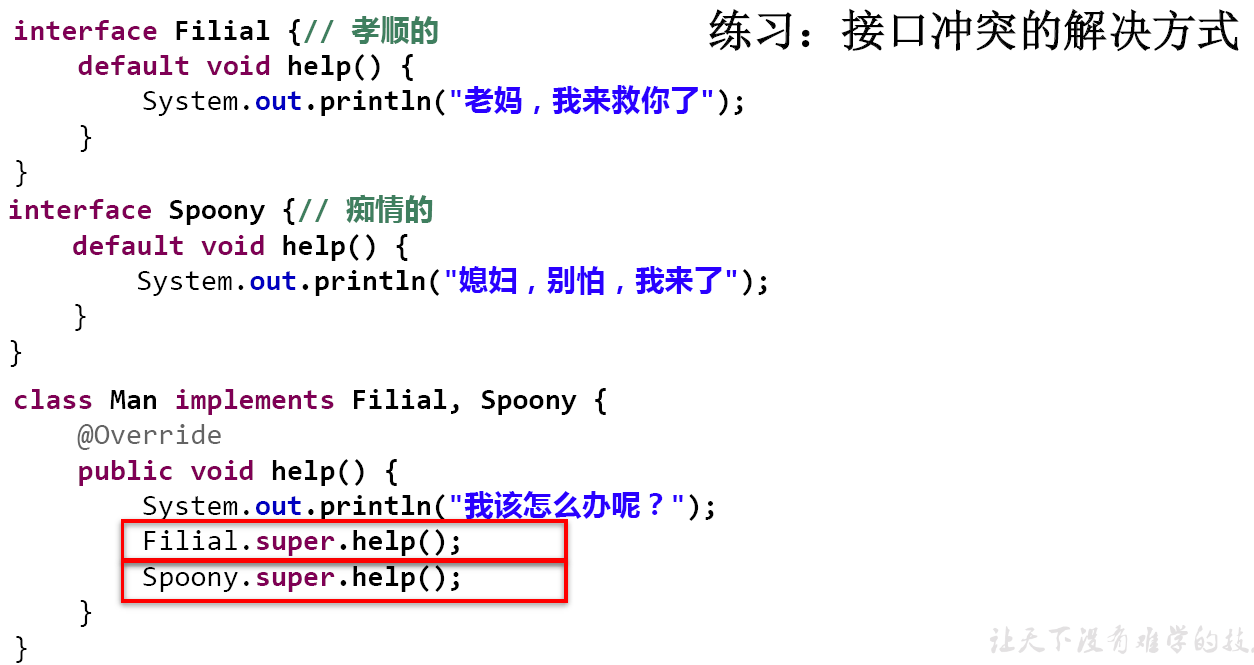 练习：接口冲突的解决方式
interface Filial {// 孝顺的
    default void help() {
        System.out.println("老妈，我来救你了");
    }
}
interface Spoony {// 痴情的
    default void help() {
        System.out.println("媳妇，别怕，我来了");
    }
}
class Man implements Filial, Spoony {
    @Override
    public void help() {
        System.out.println("我该怎么办呢？");
        Filial.super.help();
        Spoony.super.help();
    }
}
让天下没有难学的技